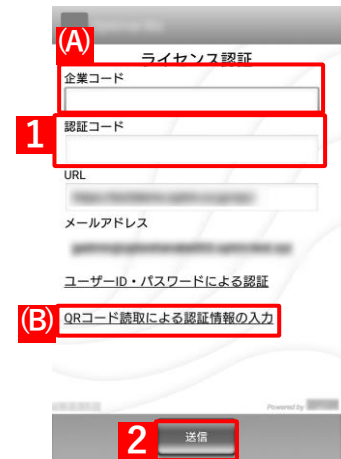 (A)
ライセンス認証
企業コード
1
認証コード
URL
メールアドレス
ユーザーID・パスワードによる認証
(B)
QRコード読取による認証情報の入力
Powered by
2
送信